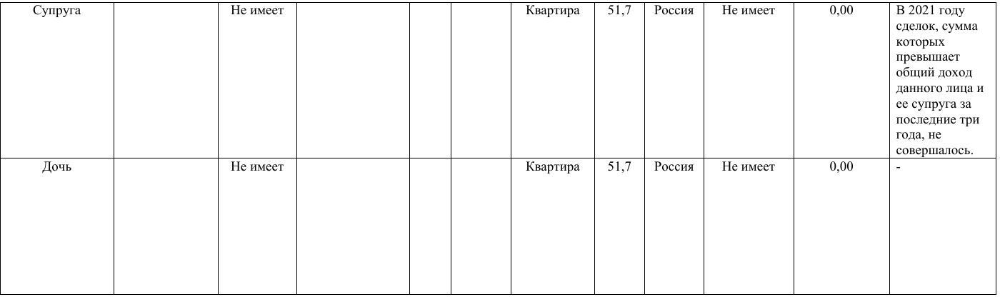 Супруга Не имеет Квартира 51,7 Россия Не имеет 0,00 В 2021 году
сделок, сумма
которых
превышает
общий доход
данного лица и
ее супруга за
последние три
года, не
совершалось.
Дочь Не имеет Квартира 51,7 Россия Не имеет 0,00 -